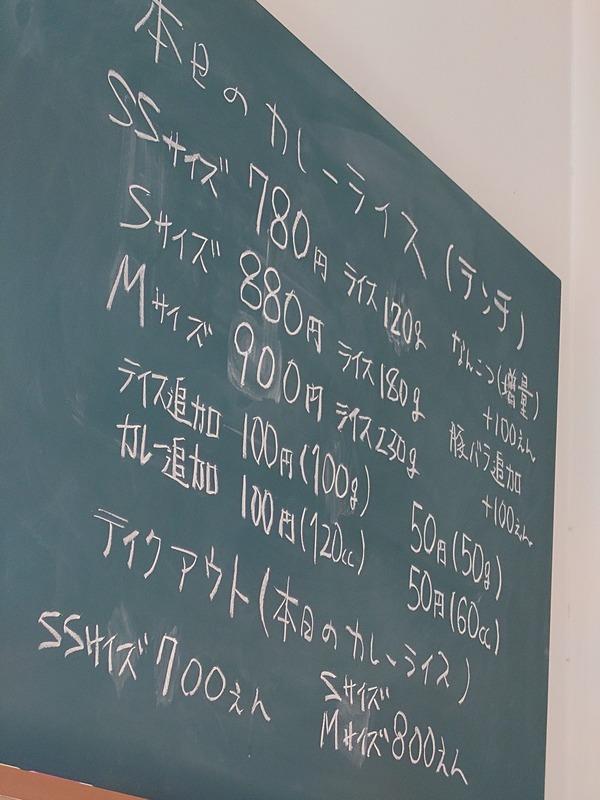 本日のカレーライス(ランチ)
SSサイズ 780円 ライス120g
Sサイズ 880円 ライス180g
Mサイズ 900円 ライス230g
なんこつ(増量)
+100えん
豚バラ追加
+100えん
ライス追加 100円(100g) 50円(50g)
カレー追加 100円(120cc) 50円(60cc)
テイクアウト(本日のカレーライス)
SSサイズ 700えん
Sサイズ
Mサイズ 800えん